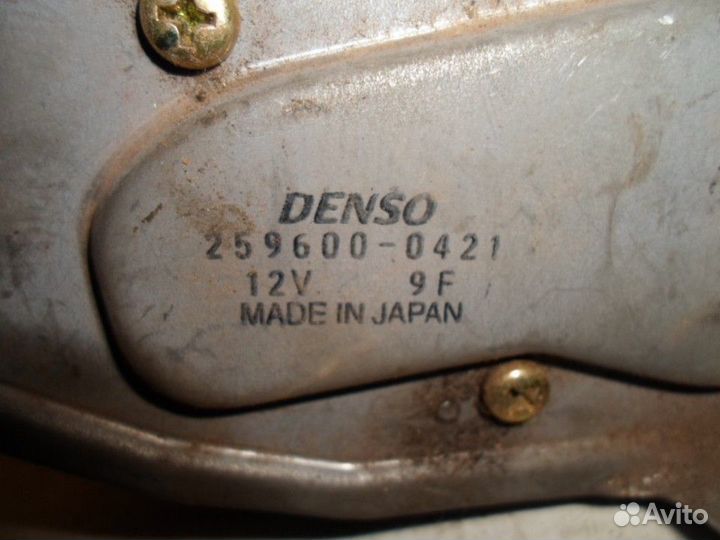 DENSO
259600-0421
12V 9F
MADE IN JAPAN
Avito